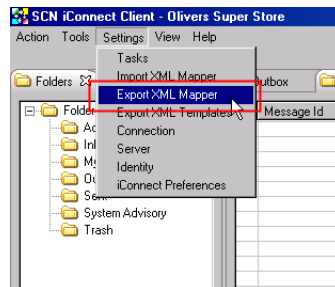 SCN iConnect Client - Olivers Super Store
Action Tools Settings View Help
Tasks
Import XML Mapper
Export XML Mapper
Export XML Templates
Connection
Server
Identity
iConnect Preferences
Folders
Outbox
Message Id
Folder
Sent
System Advisory
Trash